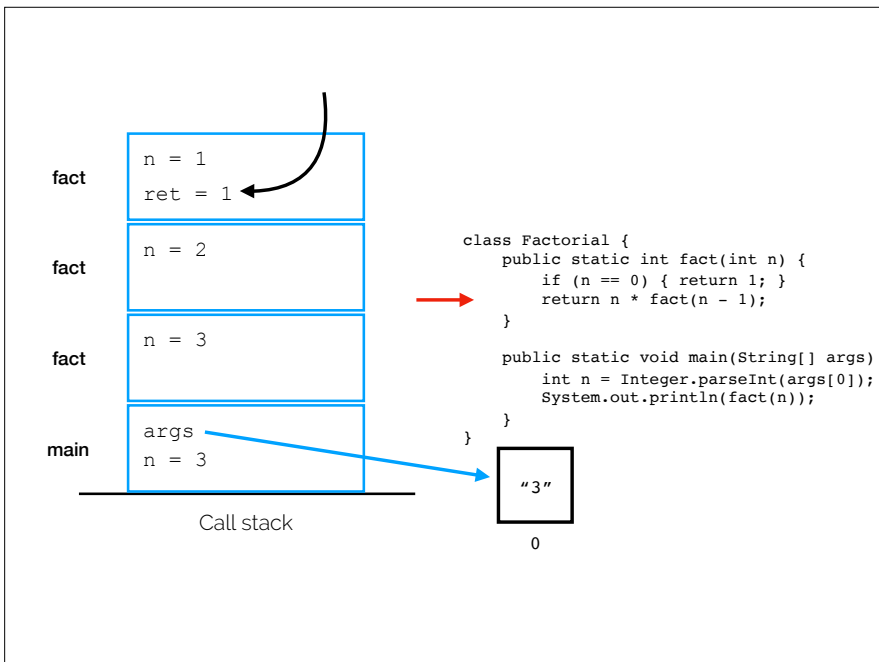 fact
n = 1
ret = 1
fact
n = 2
fact
n = 3
main
args
n = 3
Call stack
class Factorial {
    public static int fact(int n) {
        if (n == 0) { return 1; }
        return n * fact(n - 1);
    }
    public static void main(String[] args)
        int n = Integer.parseInt(args[0]);
        System.out.println(fact(n));
    }
}
“3”
0